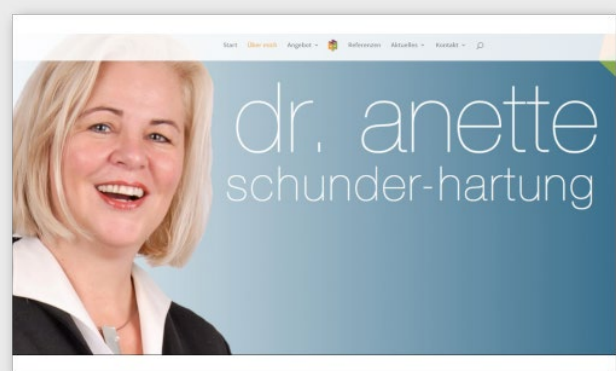 Start Über mich Angebot Referenzen Aktuelles Kontakt
dr. anette
schunder-hartung